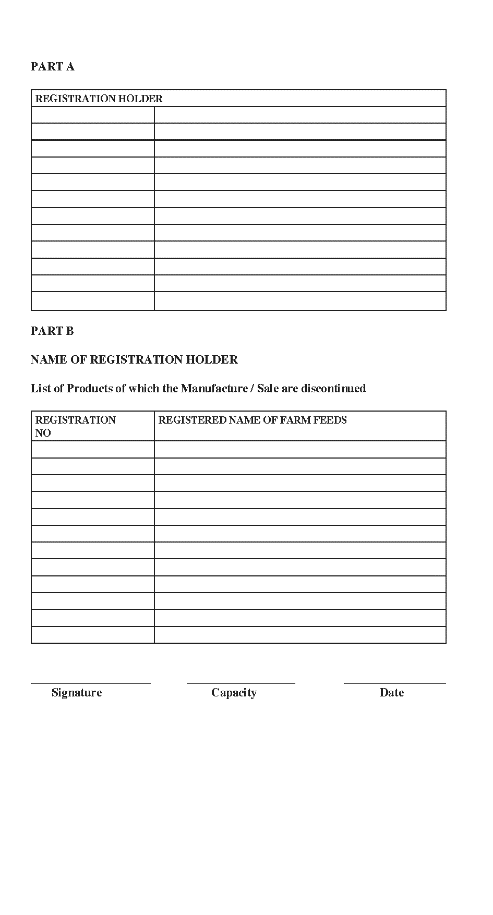 PART A
REGISTRATION HOLDER
PART B
NAME OF REGISTRATION HOLDER
List of Products of which the Manufacture / Sale are discontinued
REGISTRATION NO
REGISTERED NAME OF FARM FEEDS
Signature Capacity Date